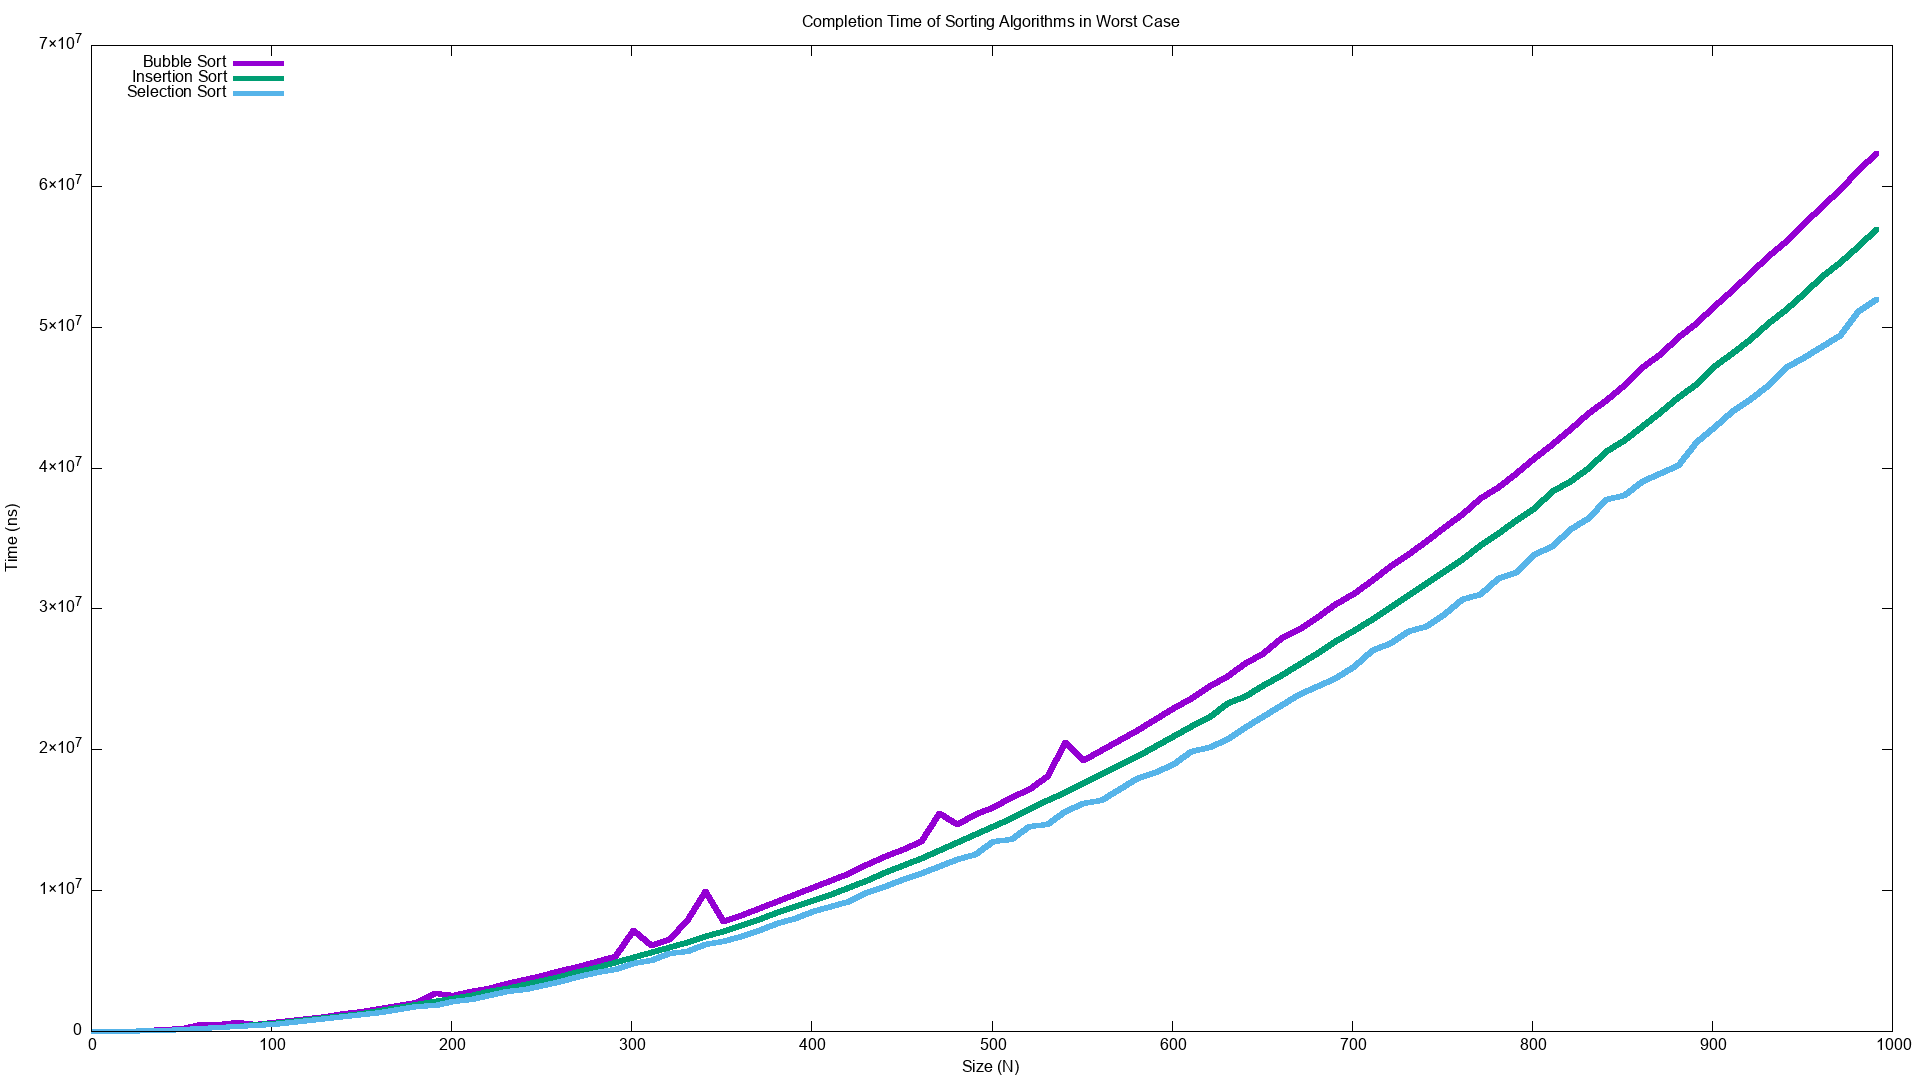 Completion Time of Sorting Algorithms in Worst Case
7×10⁷
Bubble Sort
Insertion Sort
Selection Sort
6×10⁷
5×10⁷
4×10⁷
Time (ns)
3×10⁷
2×10⁷
1×10⁷
0
0 100 200 300 400 500 600 700 800 900 1000
Size (N)